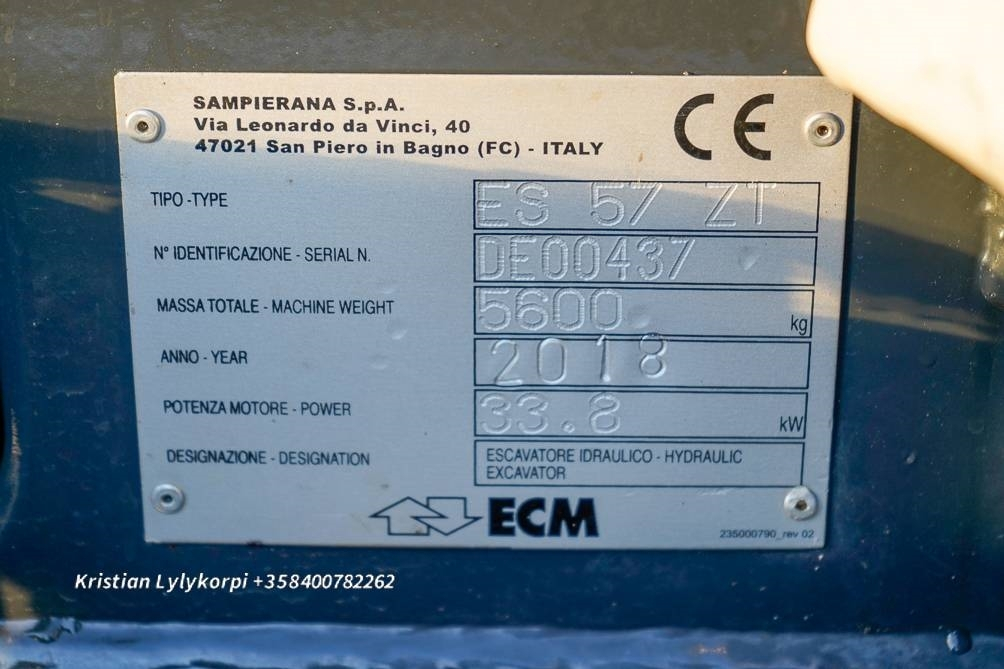 SAMPIERANA S.p.A.
Via Leonardo da Vinci, 40
47021 San Piero in Bagno (FC) - ITALY
CE
TIPO -TYPE
ES 57 ZT
N° IDENTIFICAZIONE - SERIAL N.
DE00437
MASSA TOTALE - MACHINE WEIGHT
5600 kg
ANNO - YEAR
2018
POTENZA MOTORE - POWER
33.8 kW
DESIGNAZIONE - DESIGNATION
ESCAVATORE IDRAULICO - HYDRAULIC
EXCAVATOR
ECM
235000790_rev 02
Kristian Lylykorpi +358400782262